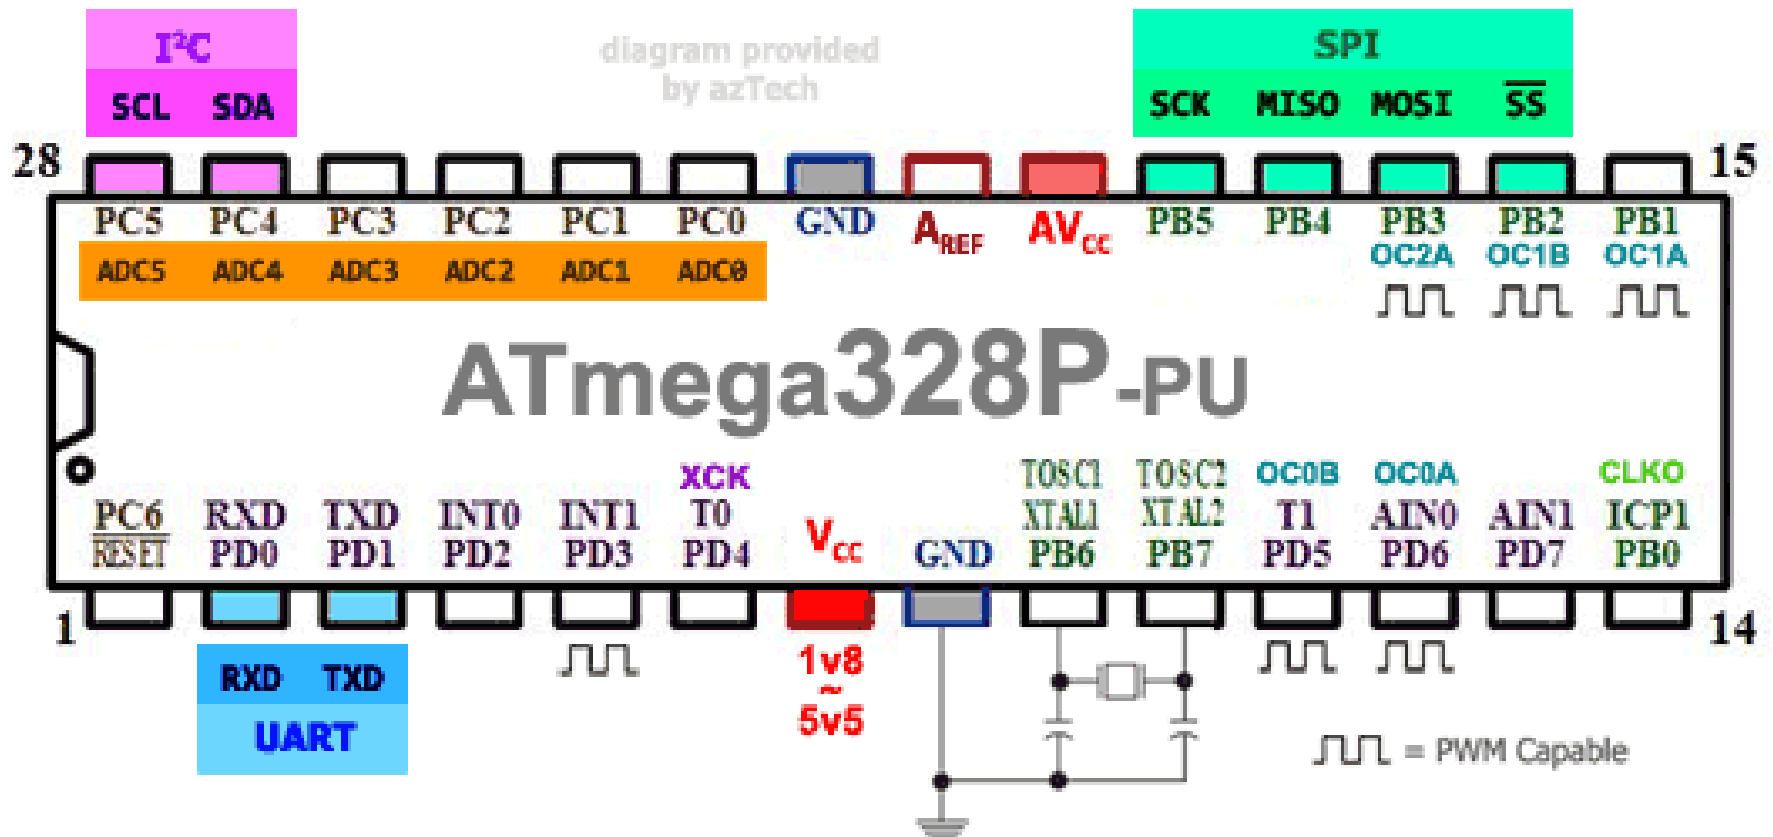 I²C
SCL SDA
diagram provided
by azTech
SPI
SCK MISO MOSI SS
28
15
PC5 PC4 PC3 PC2 PC1 PC0 GND AREF AVCC PB5 PB4 PB3 PB2 PB1
ADC5 ADC4 ADC3 ADC2 ADC1 ADC0
OC2A OC1B OC1A
ATmega328P-PU
XCK TOSC1 TOSC2 OC0B OC0A CLKO
PC6 RXD TXD INT0 INT1 T0 VCC XTAL1 XTAL2 T1 AIN0 AIN1 ICP1
RESET PD0 PD1 PD2 PD3 PD4 GND PB6 PB7 PD5 PD6 PD7 PB0
1
14
RXD TXD
UART
1v8
~
5v5
= PWM Capable